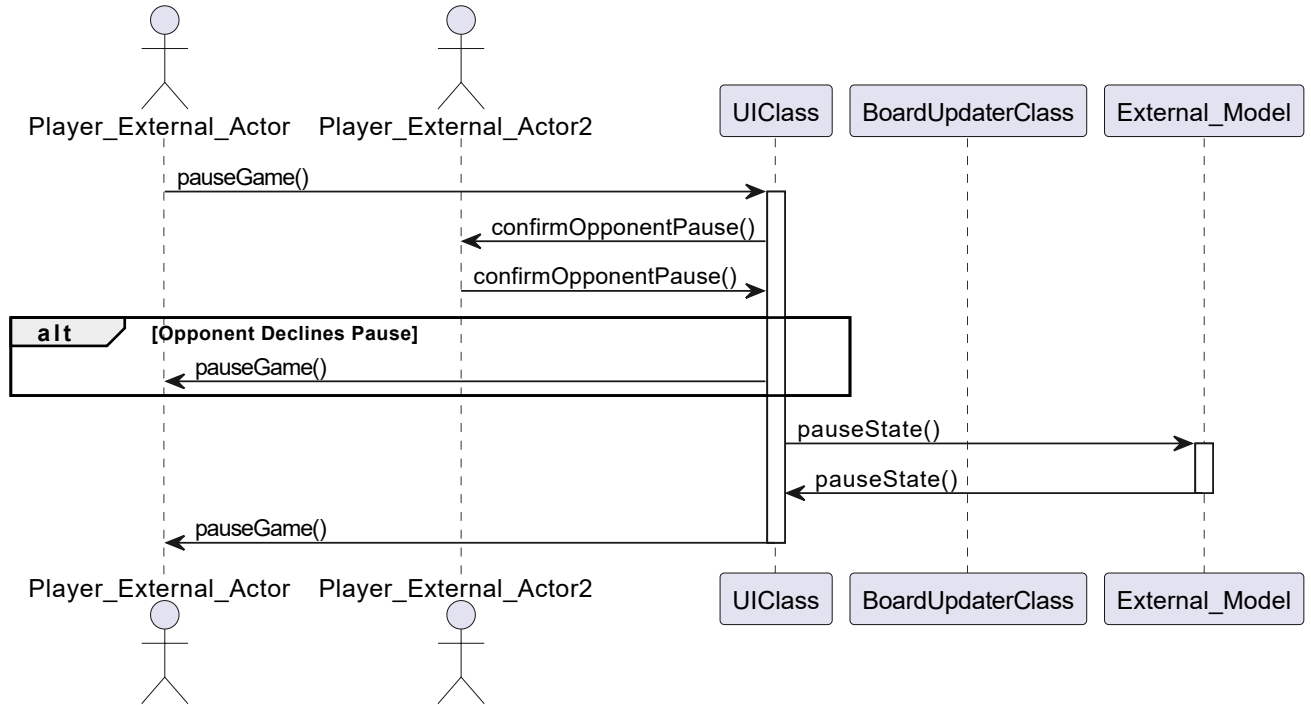 Player_External_Actor Player_External_Actor2 UIClass BoardUpdaterClass External_Model
pauseGame()
confirmOpponentPause()
confirmOpponentPause()
alt [Opponent Declines Pause]
pauseGame()
pauseState()
pauseState()
pauseGame()
Player_External_Actor Player_External_Actor2 UIClass BoardUpdaterClass External_Model